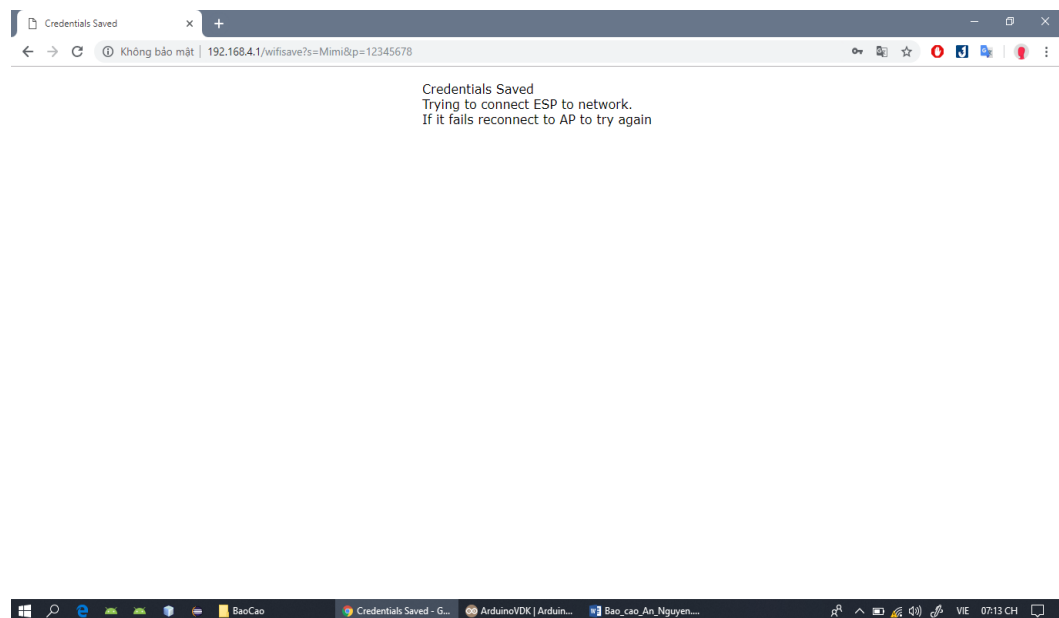 Credentials Saved
Không bảo mật | 192.168.4.1/wifisave?s=Mimi&p=12345678
Credentials Saved
Trying to connect ESP to network.
If it fails reconnect to AP to try again
BaoCao
Credentials Saved - G...
ArduinoVDK | Arduin...
Bao_cao_An_Nguyen....
VIE
07:13 CH